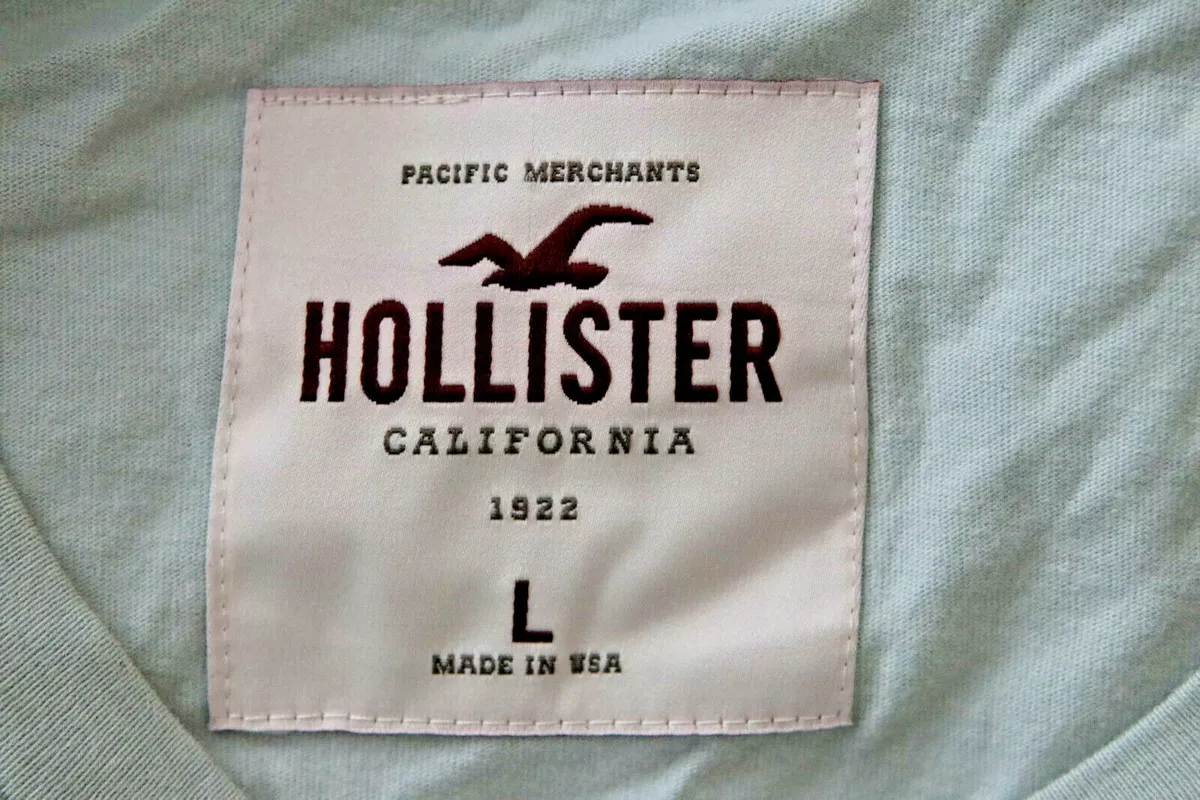 PACIFIC MERCHANTS
HOLLISTER
CALIFORNIA
1922
L
MADE IN USA